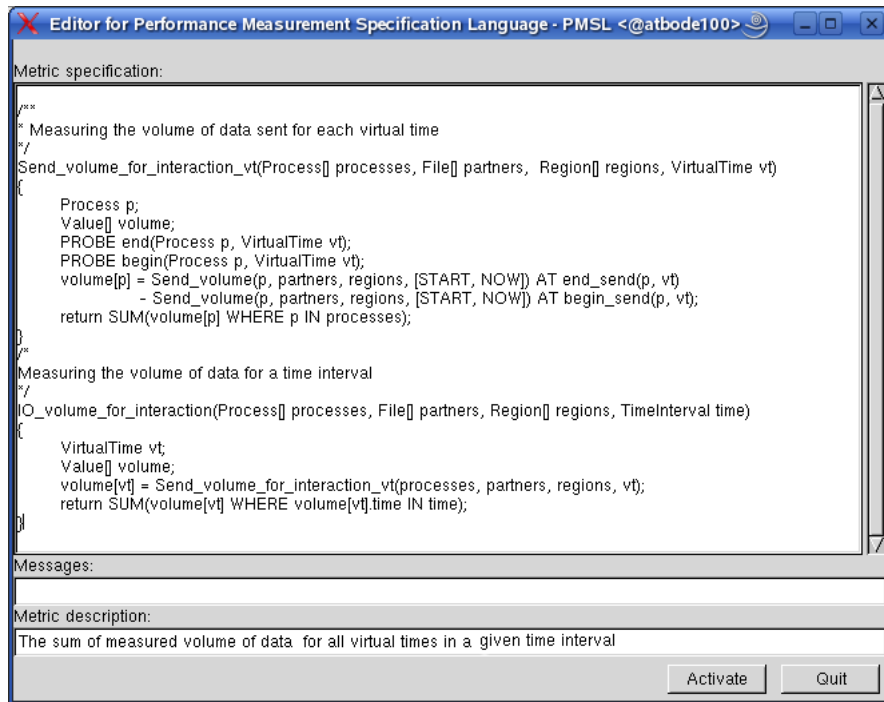 Editor for Performance Measurement Specification Language - PMSL <@atbode100>
Metric specification:
/**
* Measuring the volume of data sent for each virtual time
*/
Send_volume_for_interaction_vt(Process[] processes, File[] partners, Region[] regions, VirtualTime vt)
{
Process p;
Value[] volume;
PROBE end(Process p, VirtualTime vt);
PROBE begin(Process p, VirtualTime vt);
volume[p] = Send_volume(p, partners, regions, [START, NOW]) AT end_send(p, vt)
- Send_volume(p, partners, regions, [START, NOW]) AT begin_send(p, vt);
return SUM(volume[p] WHERE p IN processes);
}
/*
Measuring the volume of data for a time interval
*/
IO_volume_for_interaction(Process[] processes, File[] partners, Region[] regions, TimeInterval time)
{
VirtualTime vt;
Value[] volume;
volume[vt] = Send_volume_for_interaction_vt(processes, partners, regions, vt);
return SUM(volume[vt] WHERE volume[vt].time IN time);
}
Messages:
Metric description:
The sum of measured volume of data for all virtual times in a given time interval
Activate Quit